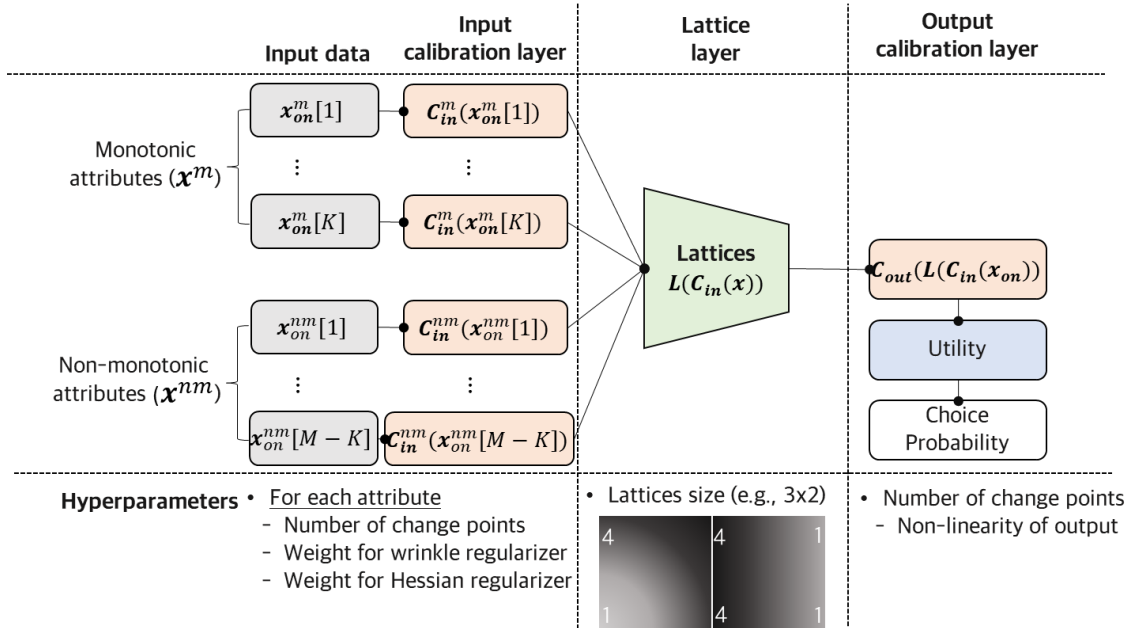 Input data
Input
calibration layer
Lattice
layer
Output
calibration layer
Monotonic
attributes (x^m)
x_on^m[1]
C_in^m(x_on^m[1])
⋮ ⋮
x_on^m[K]
C_in^m(x_on^m[K])
Non-monotonic
attributes (x^nm)
x_on^nm[1]
C_in^nm(x_on^nm[1])
⋮ ⋮
x_on^nm[M − K]
C_in^nm(x_on^nm[M − K])
Lattices
L(C_in(x))
C_out(L(C_in(x_on)))
Utility
Choice
Probability
Hyperparameters
• For each attribute
− Number of change points
− Weight for wrinkle regularizer
− Weight for Hessian regularizer
• Lattices size (e.g., 3x2)
4 4 1
1 4 1
• Number of change points
− Non-linearity of output